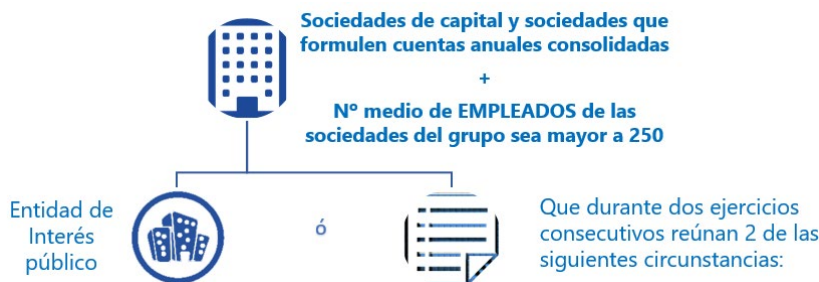 Sociedades de capital y sociedades que
formulen cuentas anuales consolidadas
+
Nº medio de EMPLEADOS de las
sociedades del grupo sea mayor a 250
Entidad de
Interés
público
ó
Que durante dos ejercicios
consecutivos reúnan 2 de las
siguientes circunstancias: